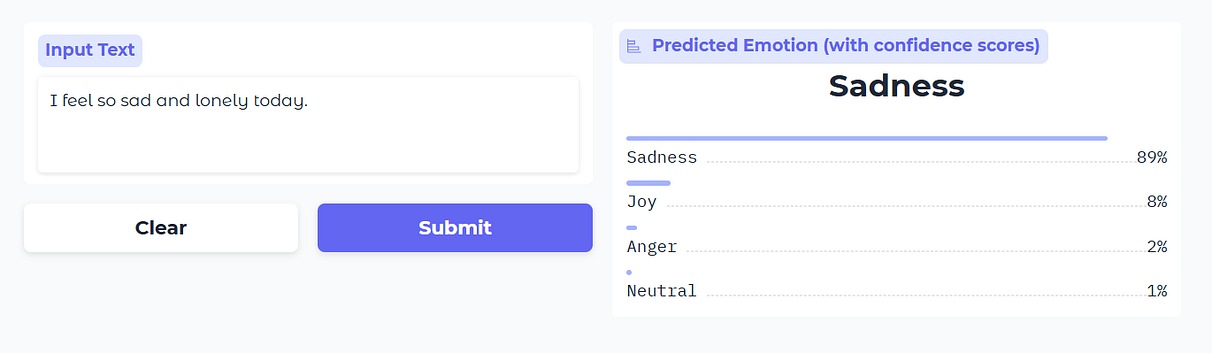 Input Text
I feel so sad and lonely today.
Clear
Submit
Predicted Emotion (with confidence scores)
Sadness
Sadness 89%
Joy 8%
Anger 2%
Neutral 1%